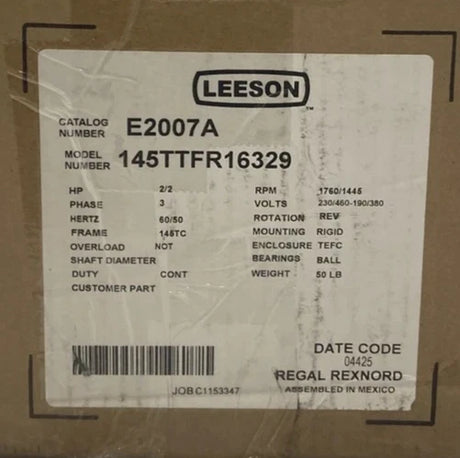 LEESON
™
CATALOG NUMBER E2007A
MODEL NUMBER 145TTFR16329
HP 2/2 RPM 1760/1445
PHASE 3 VOLTS 230/460-190/380
HERTZ 60/50 ROTATION REV
FRAME 145TC MOUNTING RIGID
OVERLOAD NOT ENCLOSURE TEFC
SHAFT DIAMETER BEARINGS BALL
DUTY CONT WEIGHT 50 LB
CUSTOMER PART
DATE CODE
04425
REGAL REXNORD
ASSEMBLED IN MEXICO
JOB C1153347